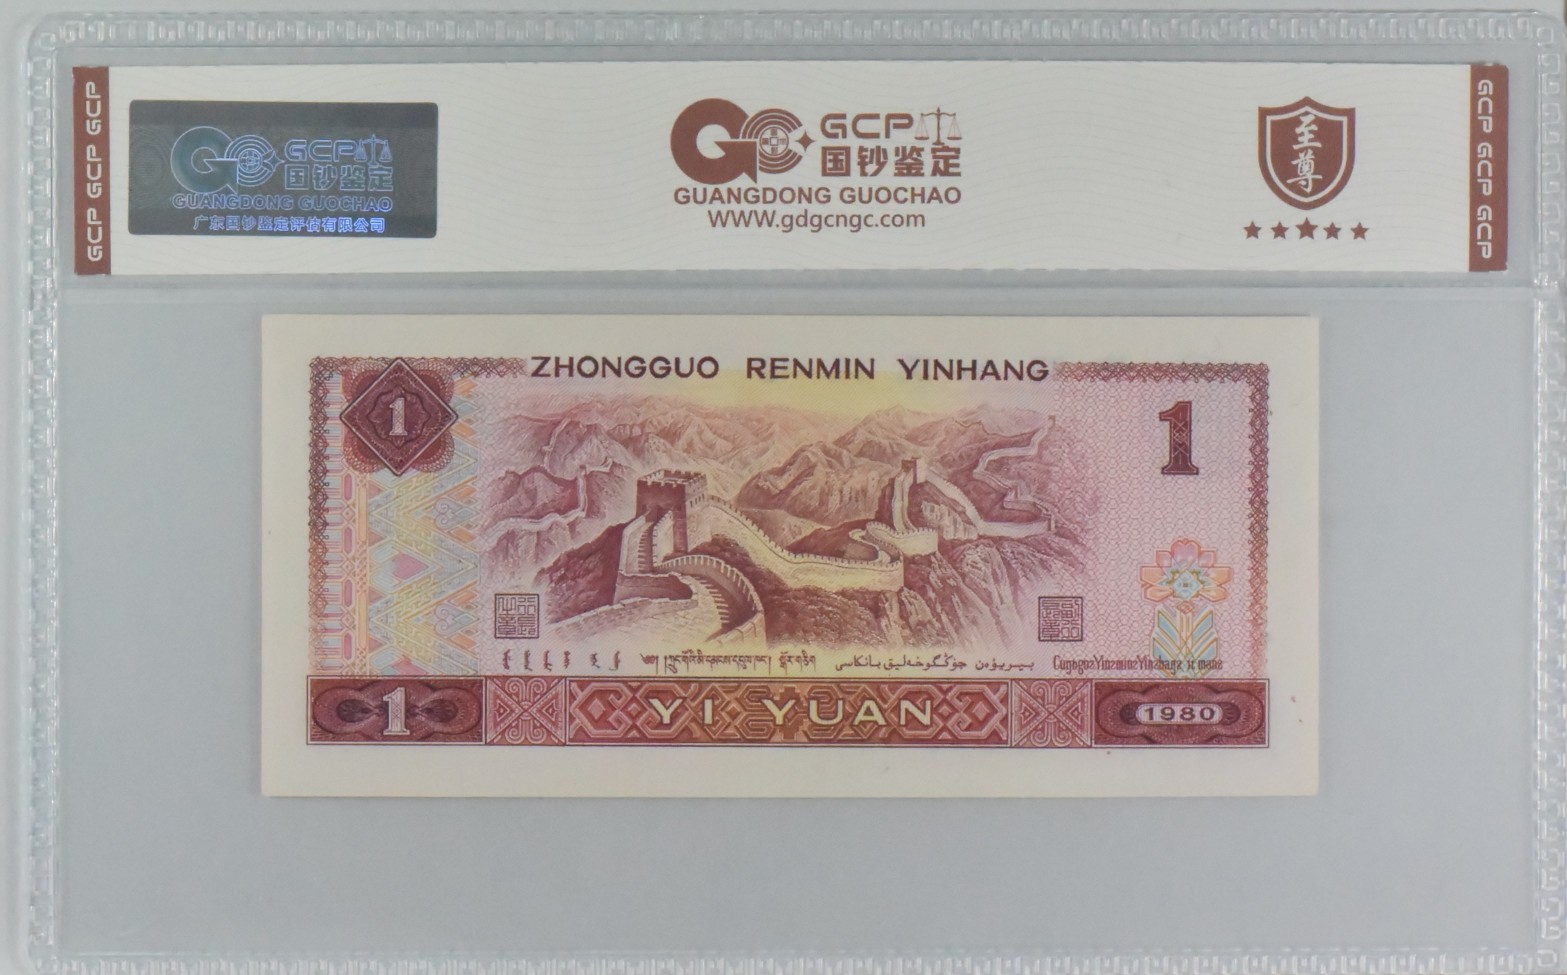 GCP GCP GCP
GCP
国钞鉴定
GUANGDONG GUOCHAO
广东国钞鉴定评估有限公司
GCP
国钞鉴定
GUANGDONG GUOCHAO
WWW.gdgcngc.com
至尊
GCP GCP GCP
ZHONGGUO RENMIN YINHANG
1
1
1
YI YUAN
1980